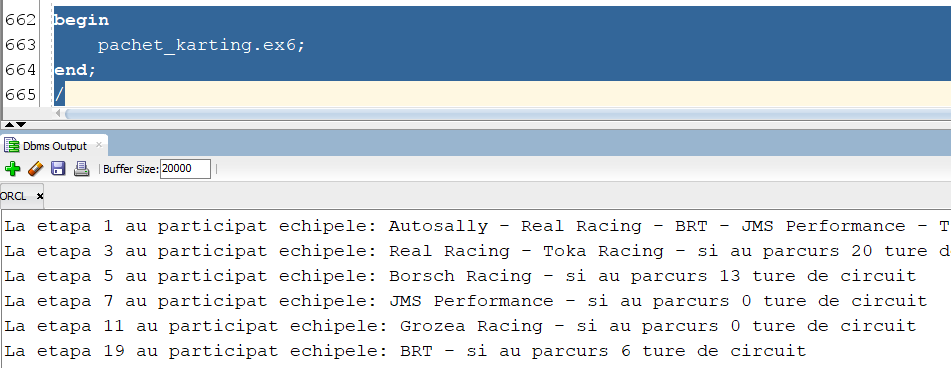 662 begin
663 pachet_karting.ex6;
664 end;
665 /
Dbms Output ×
Buffer Size: 20000
ORCL ×
La etapa 1 au participat echipele: Autosally - Real Racing - BRT - JMS Performance - T
La etapa 3 au participat echipele: Real Racing - Toka Racing - si au parcurs 20 ture d
La etapa 5 au participat echipele: Borsch Racing - si au parcurs 13 ture de circuit
La etapa 7 au participat echipele: JMS Performance - si au parcurs 0 ture de circuit
La etapa 11 au participat echipele: Grozea Racing - si au parcurs 0 ture de circuit
La etapa 19 au participat echipele: BRT - si au parcurs 6 ture de circuit